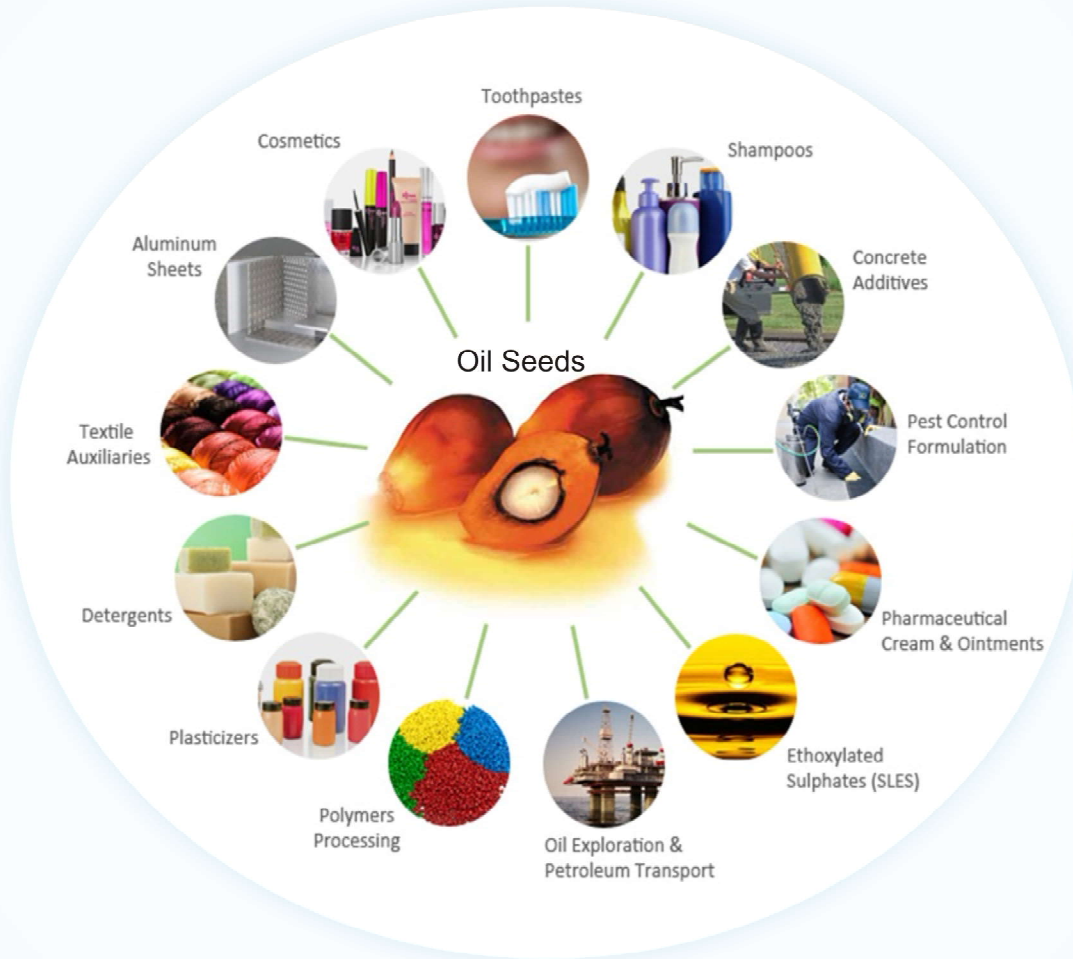 Toothpastes
Cosmetics
Shampoos
Aluminum
Sheets
Concrete
Additives
Oil Seeds
Textile
Auxiliaries
Pest Control
Formulation
Detergents
Pharmaceutical
Cream & Ointments
Plasticizers
Ethoxylated
Sulphates (SLES)
Polymers
Processing
Oil Exploration &
Petroleum Transport